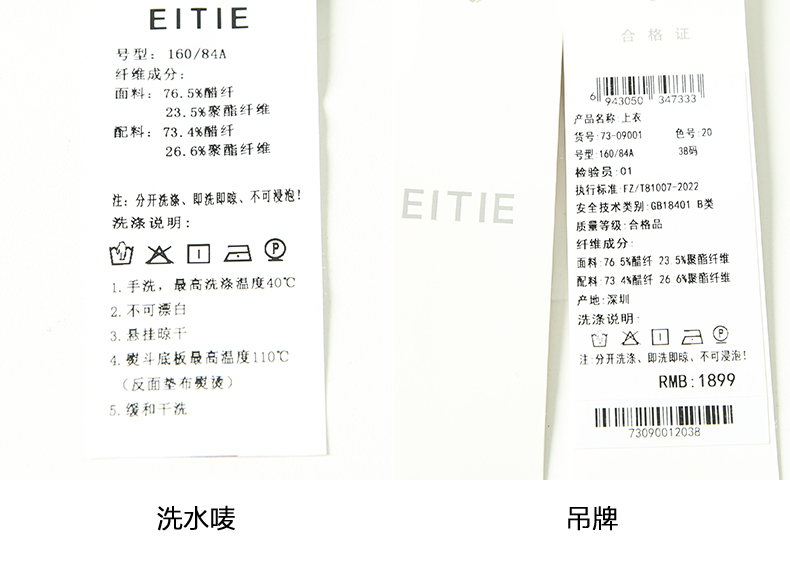 EITIE
号型: 160/84A
纤维成分:
面料: 76.5%醋纤
23.5%聚酯纤维
配料: 73.4%醋纤
26.6%聚酯纤维
注: 分开洗涤、即洗即晾、不可浸泡!
洗涤说明:
1.手洗，最高洗涤温度40℃
2.不可漂白
3.悬挂晾干
4.熨斗底板最高温度110℃
(反面垫布熨烫)
5.缓和干洗
洗水唛
EITIE
合格证
6 943050 347333
产品名称:上衣
货号:73-09001 色号:20
号型:160/84A 38码
检验员:01
执行标准:FZ/T81007-2022
安全技术类别:GB18401 B类
质量等级:合格品
纤维成分:
面料:76 5%醋纤 23.5%聚酯纤维
配料:73 4%醋纤 26 6%聚酯纤维
产地:深圳
洗涤说明:
注:分开洗涤、即洗即晾、不可浸泡!
RMB:1899
73090012038
吊牌